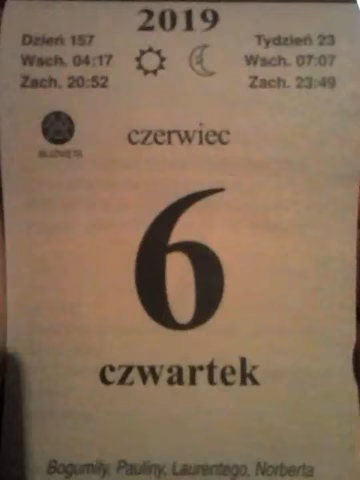 2019
Dzień 157
Wsch. 04:17
Zach. 20:52
Tydzień 23
Wsch. 07:07
Zach. 23:49
BLIŹNIĘTA
czerwiec
6
czwartek
Bogumiły, Pauliny, Laurentego, Norberta